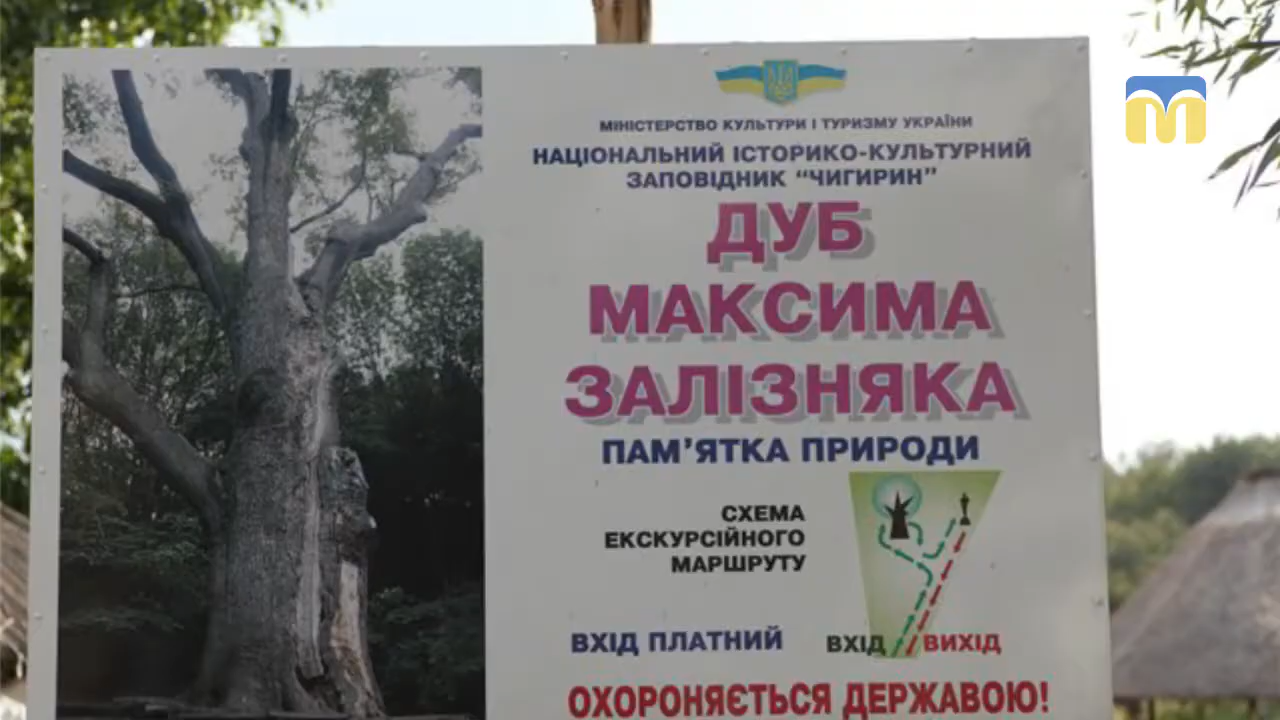 МІНІСТЕРСТВО КУЛЬТУРИ І ТУРИЗМУ УКРАЇНИ
НАЦІОНАЛЬНИЙ ІСТОРИКО-КУЛЬТУРНИЙ
ЗАПОВІДНИК “ЧИГИРИН”
ДУБ
МАКСИМА
ЗАЛІЗНЯКА
ПАМ’ЯТКА ПРИРОДИ
СХЕМА
ЕКСКУРСІЙНОГО
МАРШРУТУ
ВХІД ПЛАТНИЙ
ВХІД ВИХІД
ОХОРОНЯЄТЬСЯ ДЕРЖАВОЮ!